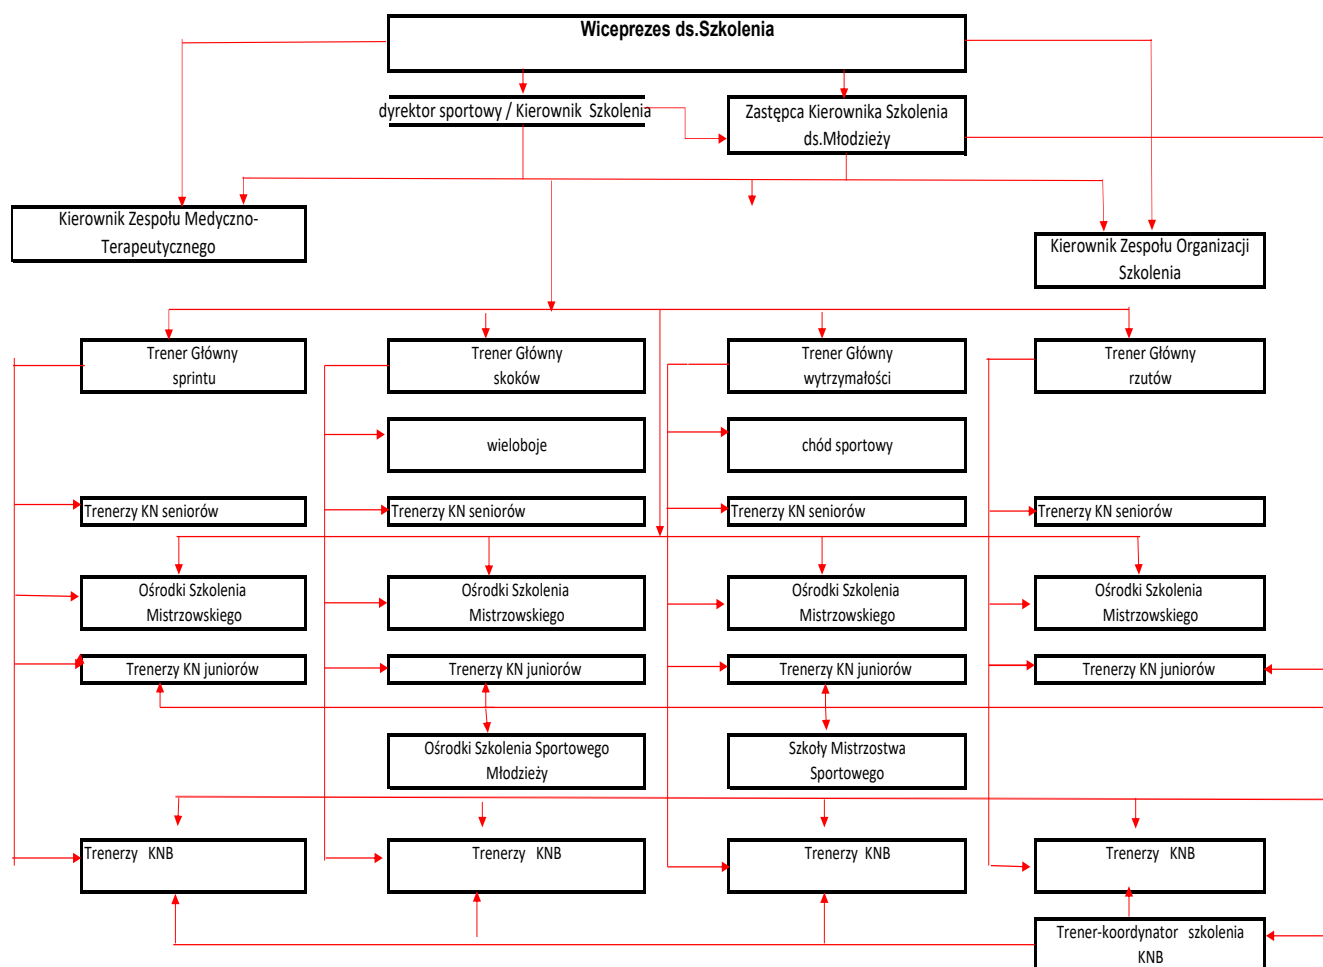 Wiceprezes ds.Szkolenia
dyrektor sportowy / Kierownik Szkolenia
Zastępca Kierownika Szkolenia
ds.Młodzieży
Kierownik Zespołu Medyczno-
Terapeutycznego
Kierownik Zespołu Organizacji
Szkolenia
Trener Główny
sprintu
Trener Główny
skoków
Trener Główny
wytrzymałości
Trener Główny
rzutów
wieloboje
chód sportowy
Trenerzy KN seniorów
Trenerzy KN seniorów
Trenerzy KN seniorów
Trenerzy KN seniorów
Ośrodki Szkolenia
Mistrzowskiego
Ośrodki Szkolenia
Mistrzowskiego
Ośrodki Szkolenia
Mistrzowskiego
Ośrodki Szkolenia
Mistrzowskiego
Trenerzy KN juniorów
Trenerzy KN juniorów
Trenerzy KN juniorów
Trenerzy KN juniorów
Ośrodki Szkolenia Sportowego
Młodzieży
Szkoły Mistrzostwa
Sportowego
Trenerzy KNB
Trenerzy KNB
Trenerzy KNB
Trenerzy KNB
Trener-koordynator szkolenia
KNB